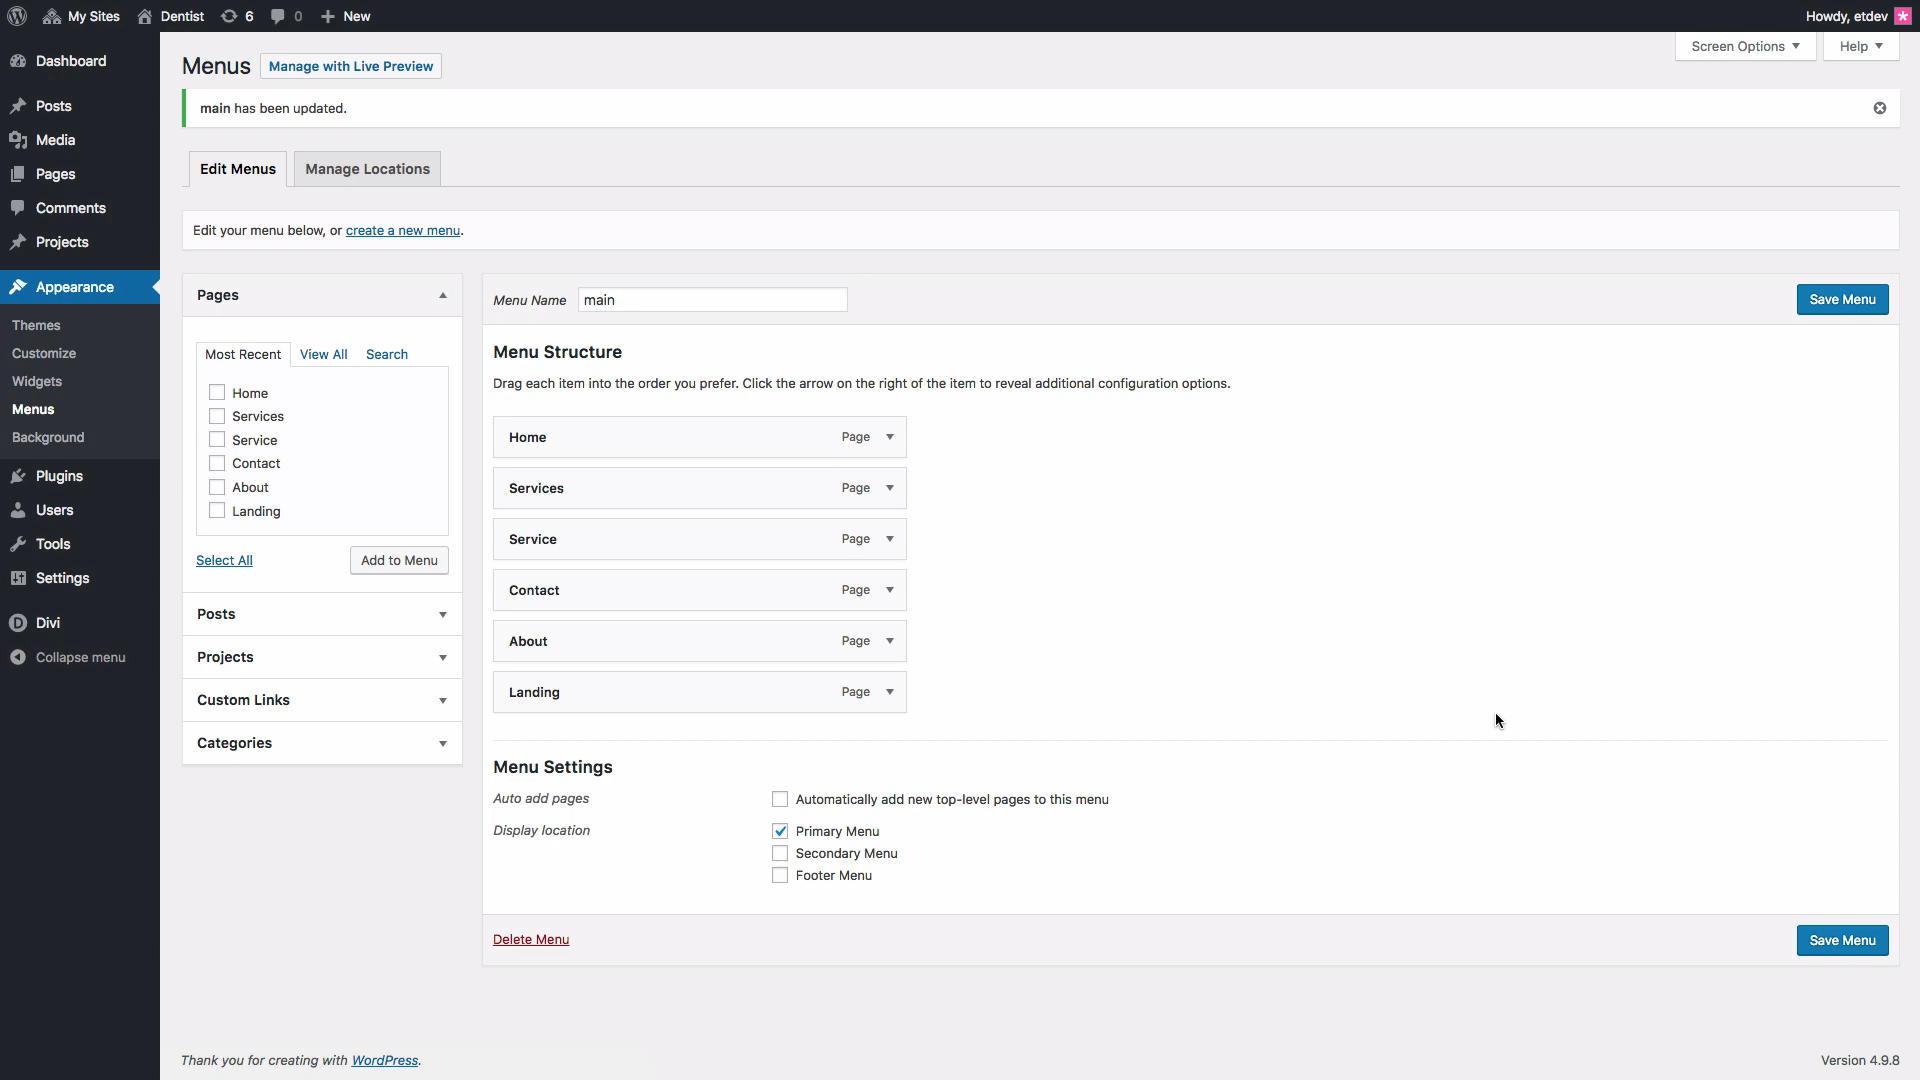 My Sites Dentist 6 0 New Howdy, etdev
Screen Options Help
Dashboard
Posts
Media
Pages
Comments
Projects
Appearance
Themes
Customize
Widgets
Menus
Background
Plugins
Users
Tools
Settings
Divi
Collapse menu
Menus Manage with Live Preview
main has been updated.
Edit Menus Manage Locations
Edit your menu below, or create a new menu.
Pages
Most Recent View All Search
Home
Services
Service
Contact
About
Landing
Select All Add to Menu
Posts
Projects
Custom Links
Categories
Menu Name main Save Menu
Menu Structure
Drag each item into the order you prefer. Click the arrow on the right of the item to reveal additional configuration options.
Home Page
Services Page
Service Page
Contact Page
About Page
Landing Page
Menu Settings
Auto add pages Automatically add new top-level pages to this menu
Display location Primary Menu
Secondary Menu
Footer Menu
Delete Menu Save Menu
Thank you for creating with WordPress. Version 4.9.8